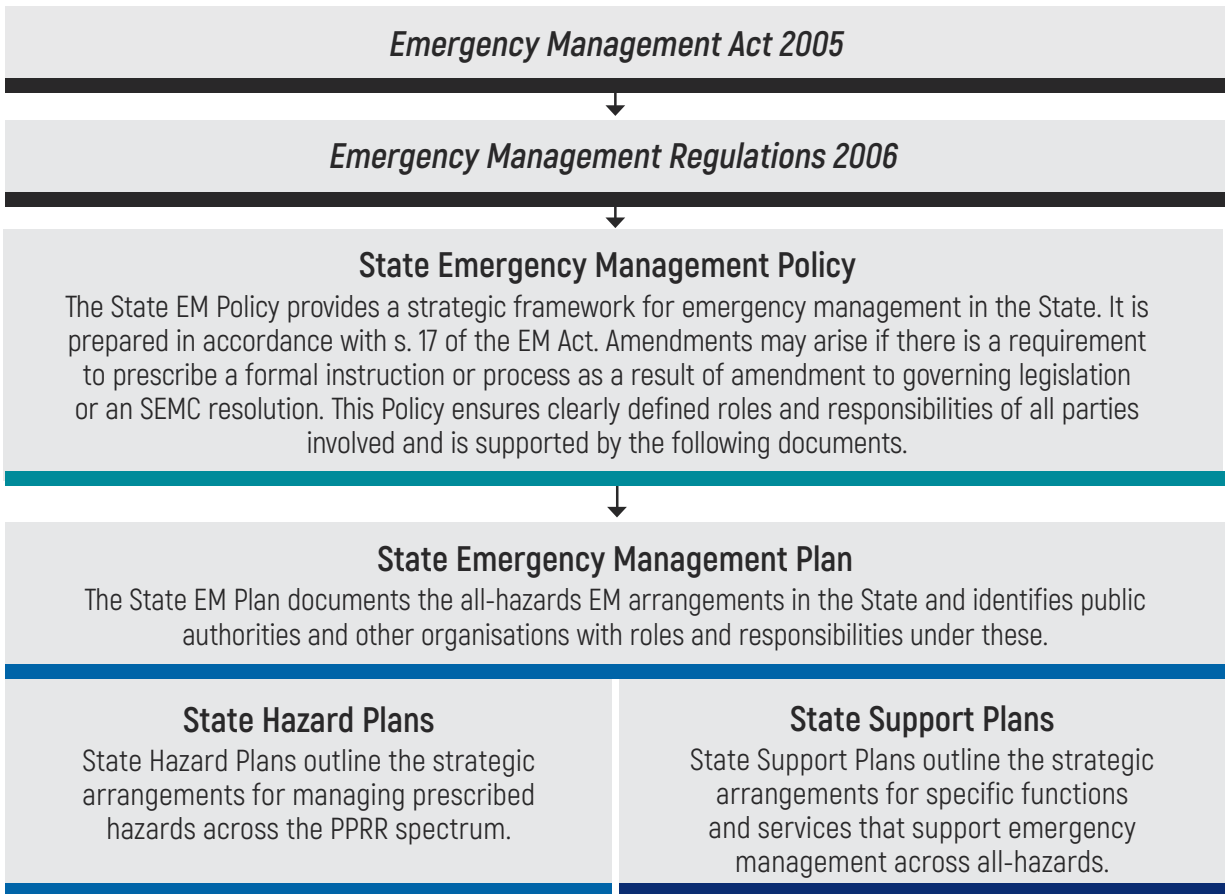 Emergency Management Act 2005
Emergency Management Regulations 2006
State Emergency Management Policy
The State EM Policy provides a strategic framework for emergency management in the State. It is
prepared in accordance with s. 17 of the EM Act. Amendments may arise if there is a requirement
to prescribe a formal instruction or process as a result of amendment to governing legislation
or an SEMC resolution. This Policy ensures clearly defined roles and responsibilities of all parties
involved and is supported by the following documents.
State Emergency Management Plan
The State EM Plan documents the all-hazards EM arrangements in the State and identifies public
authorities and other organisations with roles and responsibilities under these.
State Hazard Plans
State Hazard Plans outline the strategic
arrangements for managing prescribed
hazards across the PPRR spectrum.
State Support Plans
State Support Plans outline the strategic
arrangements for specific functions
and services that support emergency
management across all-hazards.